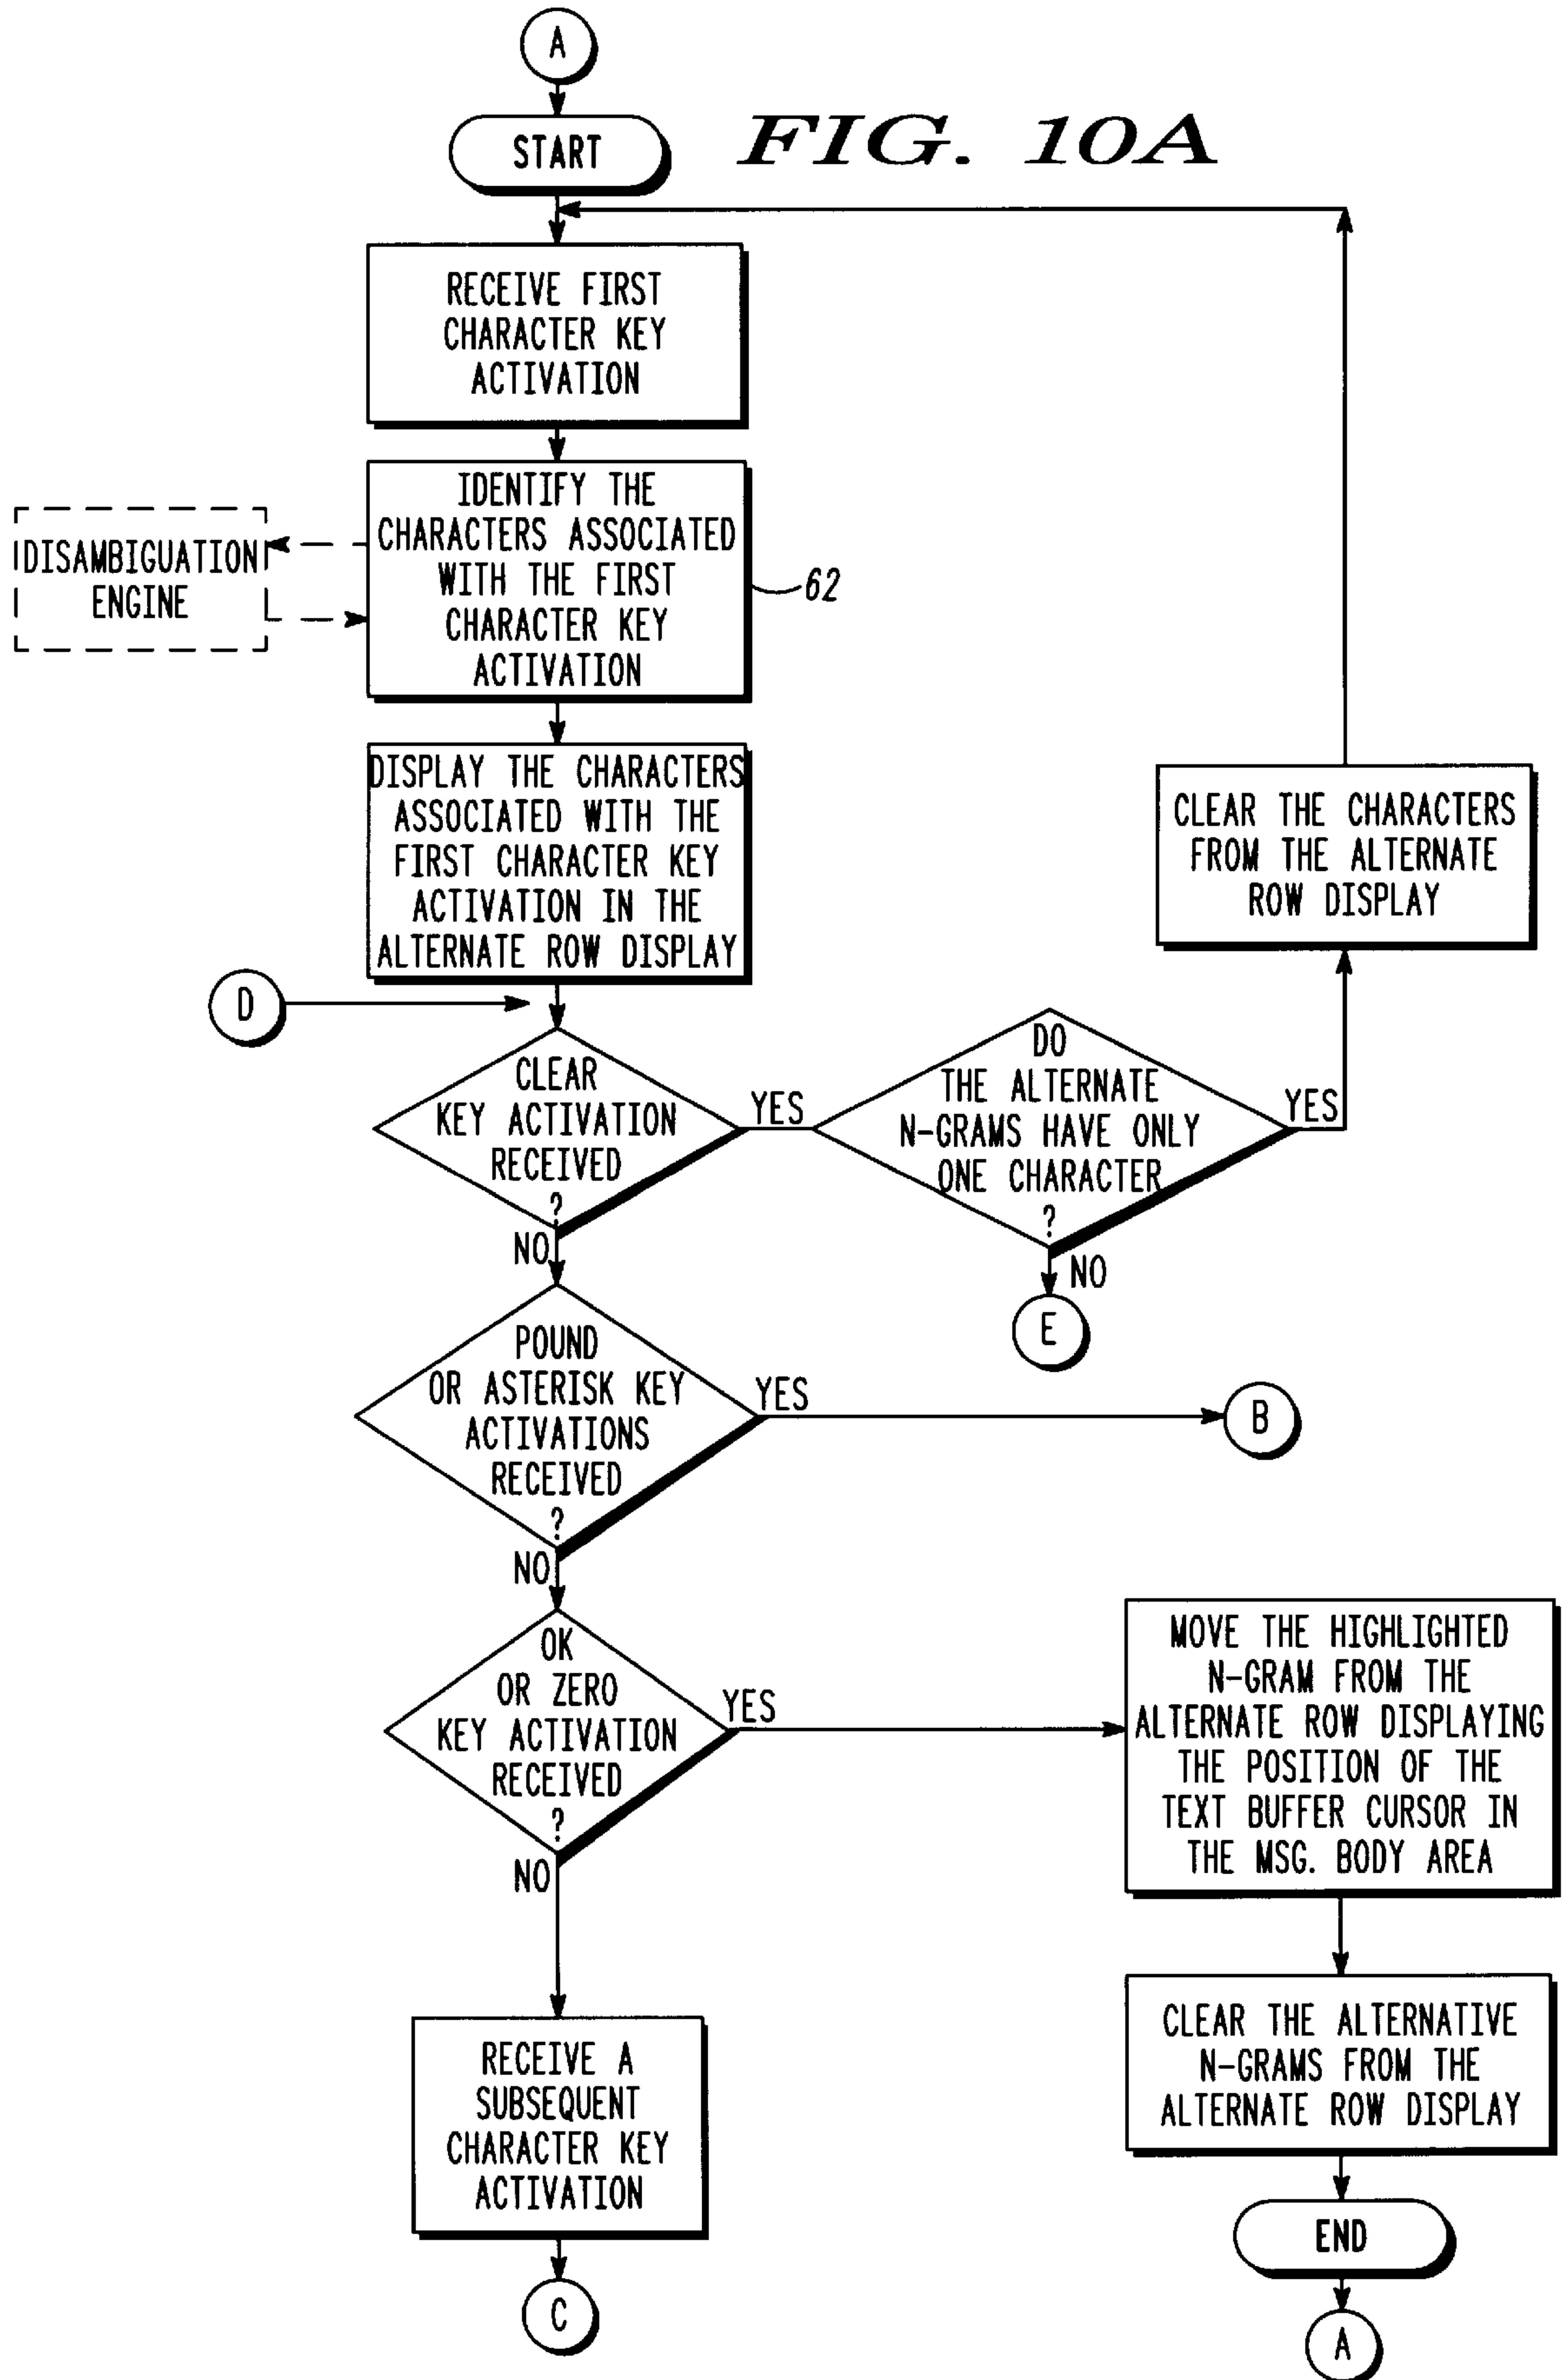 A
START
FIG. 10A
RECEIVE FIRST
CHARACTER KEY
ACTIVATION
IDENTIFY THE
CHARACTERS ASSOCIATED
WITH THE FIRST
CHARACTER KEY
ACTIVATION
62
DISAMBIGUATION
ENGINE
DISPLAY THE CHARACTERS
ASSOCIATED WITH THE
FIRST CHARACTER KEY
ACTIVATION IN THE
ALTERNATE ROW DISPLAY
CLEAR THE CHARACTERS
FROM THE ALTERNATE
ROW DISPLAY
D
CLEAR
KEY ACTIVATION
RECEIVED
?
YES
NO
DO
THE ALTERNATE
N-GRAMS HAVE ONLY
ONE CHARACTER
?
YES
NO
E
POUND
OR ASTERISK KEY
ACTIVATIONS
RECEIVED
?
YES
B
NO
OK
OR ZERO
KEY ACTIVATION
RECEIVED
?
YES
NO
MOVE THE HIGHLIGHTED
N-GRAM FROM THE
ALTERNATE ROW DISPLAYING
THE POSITION OF THE
TEXT BUFFER CURSOR IN
THE MSG. BODY AREA
RECEIVE A
SUBSEQUENT
CHARACTER KEY
ACTIVATION
C
CLEAR THE ALTERNATIVE
N-GRAMS FROM THE
ALTERNATE ROW DISPLAY
END
A